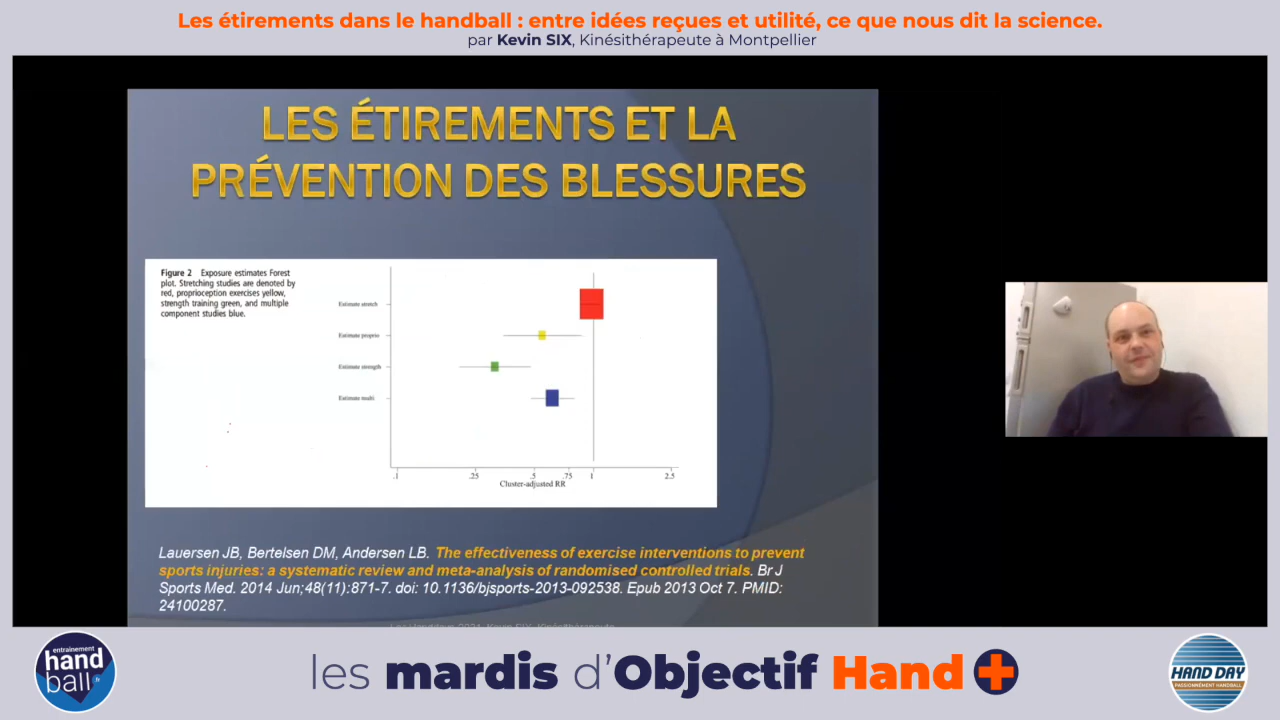 Les étirements dans le handball : entre idées reçues et utilité, ce que nous dit la science.
par Kevin SIX, Kinésithérapeute à Montpellier
LES ÉTIREMENTS ET LA
PRÉVENTION DES BLESSURES
Figure 2 Exposure estimates Forest
plot. Stretching studies are denoted by
red, proprioception exercises yellow,
strength training green, and multiple
component studies blue.
Estimate stretch
Estimate proprio
Estimate strength
Estimate multi
.1 .25 .5 .75 1 2.5
Cluster-adjusted RR
Lauersen JB, Bertelsen DM, Andersen LB. The effectiveness of exercise interventions to prevent
sports injuries: a systematic review and meta-analysis of randomised controlled trials. Br J
Sports Med. 2014 Jun;48(11):871-7. doi: 10.1136/bjsports-2013-092538. Epub 2013 Oct 7. PMID:
24100287.
entrainement
hand
ball.fr
les mardis d'Objectif Hand+
HAND DAY
PASSIONNÉMENT HANDBALL